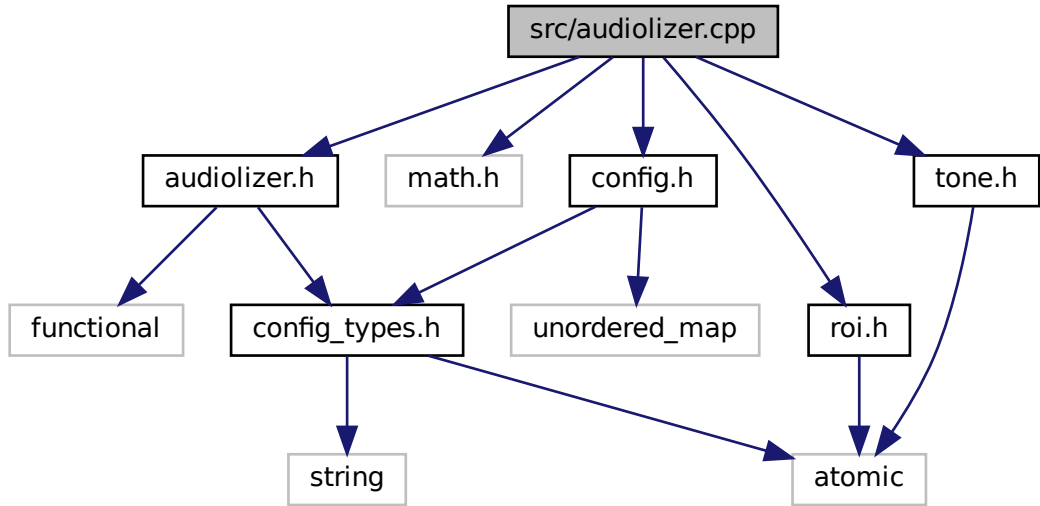 src/audiolizer.cpp
audiolizer.h
math.h
config.h
tone.h
functional
config_types.h
unordered_map
roi.h
string
atomic